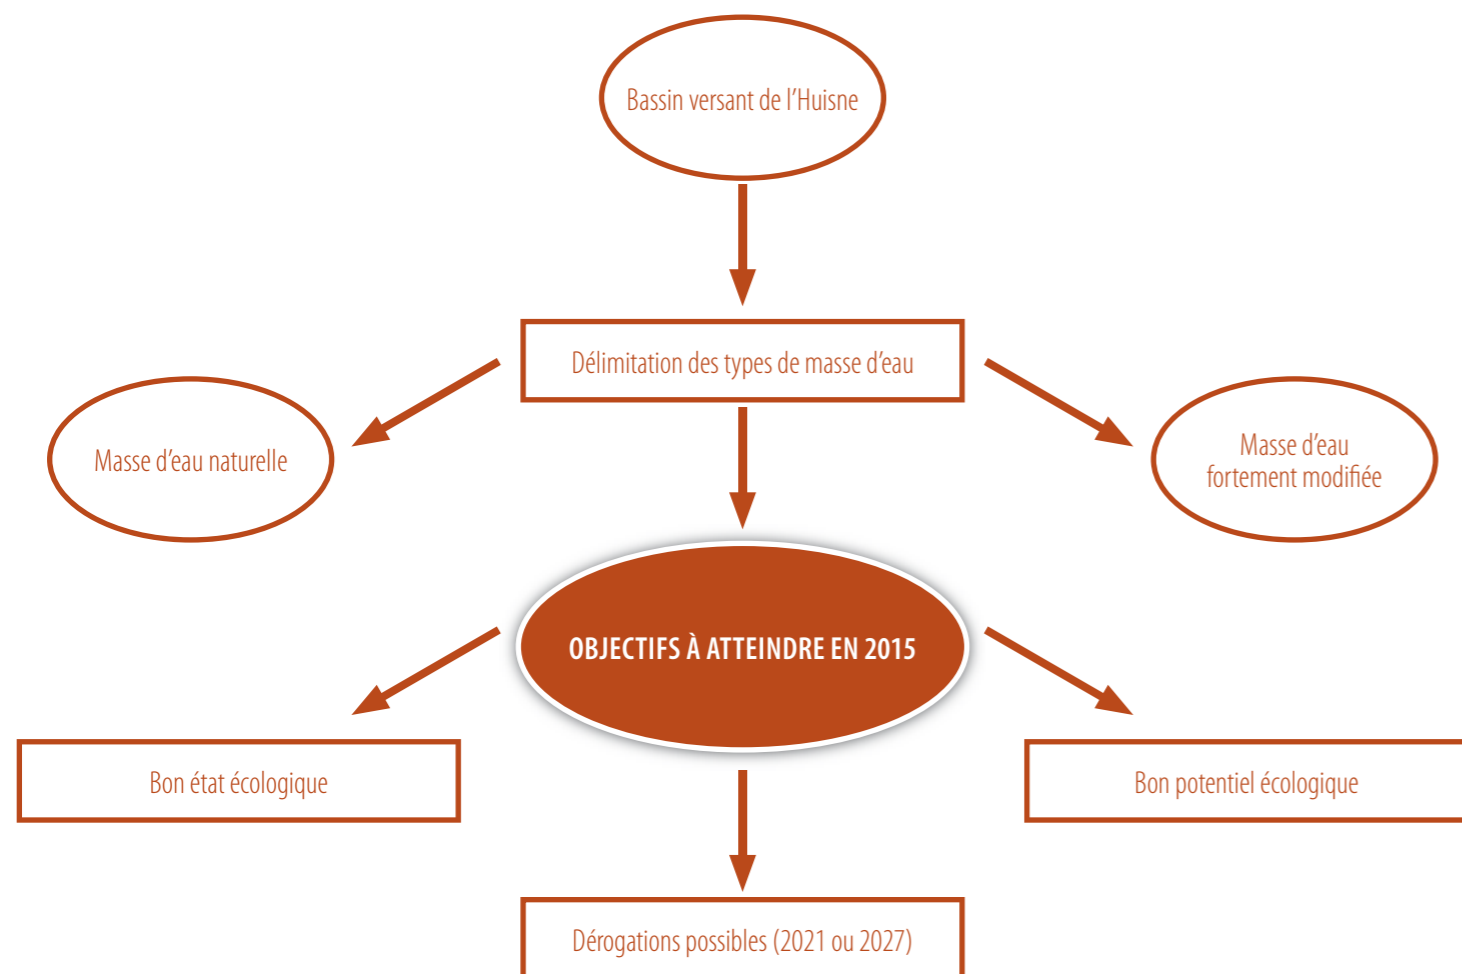 Bassin versant de l’Huisne
Délimitation des types de masse d’eau
Masse d’eau naturelle
Masse d’eau
fortement modifiée
OBJECTIFS À ATTEINDRE EN 2015
Bon état écologique
Bon potentiel écologique
Dérogations possibles (2021 ou 2027)